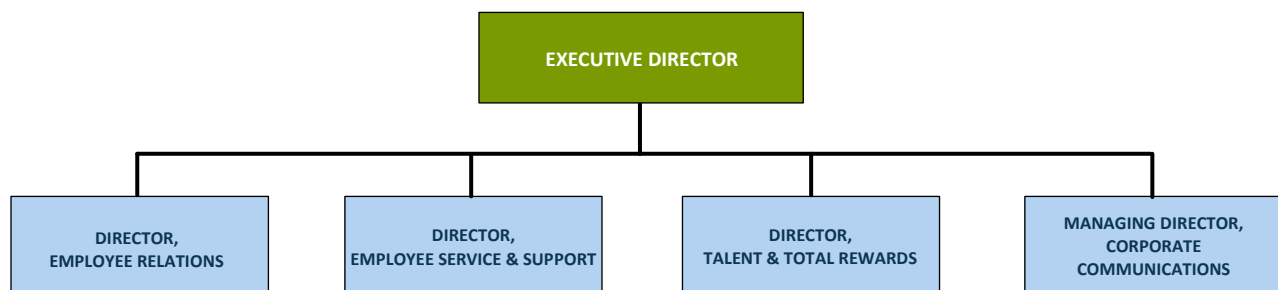 EXECUTIVE DIRECTOR
DIRECTOR,
EMPLOYEE RELATIONS
DIRECTOR,
EMPLOYEE SERVICE & SUPPORT
DIRECTOR,
TALENT & TOTAL REWARDS
MANAGING DIRECTOR,
CORPORATE
COMMUNICATIONS